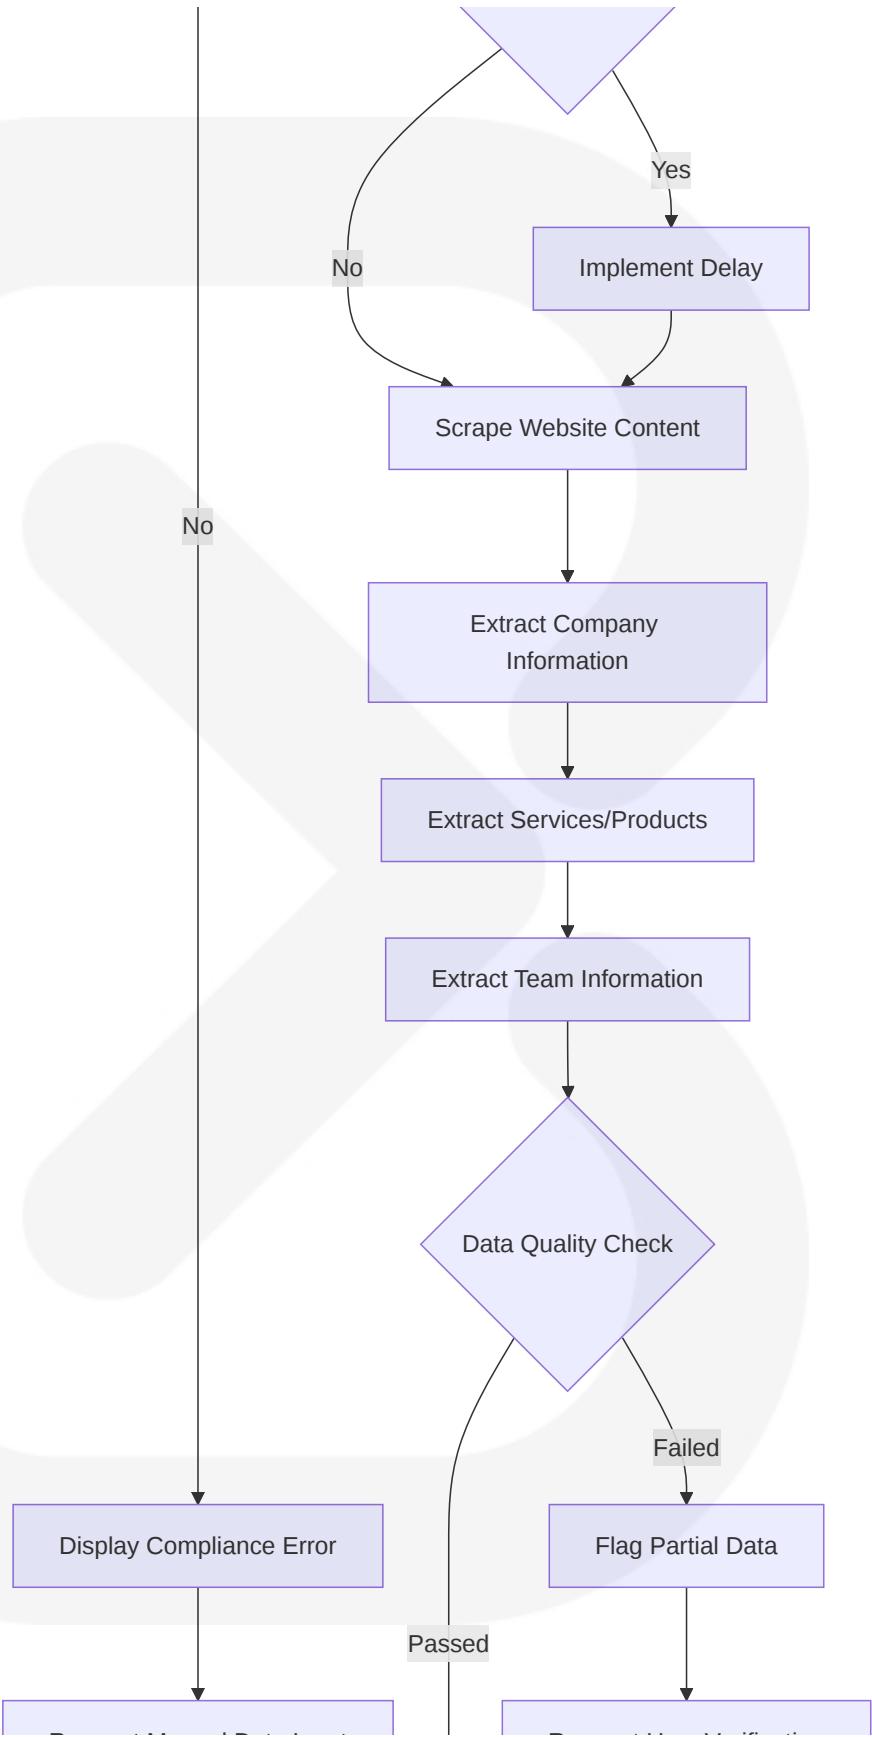 Yes
No
Implement Delay
Scrape Website Content
No
Extract Company
Information
Extract Services/Products
Extract Team Information
Data Quality Check
Failed
Display Compliance Error
Flag Partial Data
Passed